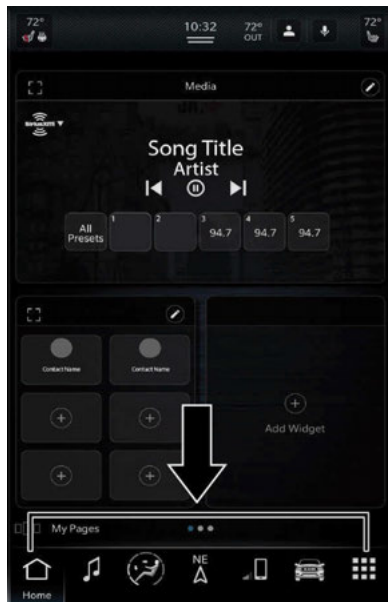 72°
10:32
72°
OUT
72°
Media
SIRIUSXM
Song Title
Artist
All
Presets
1
2
3
94.7
4
94.7
5
94.7
Contact Name
Contact Name
Add Widget
My Pages
NE
Home